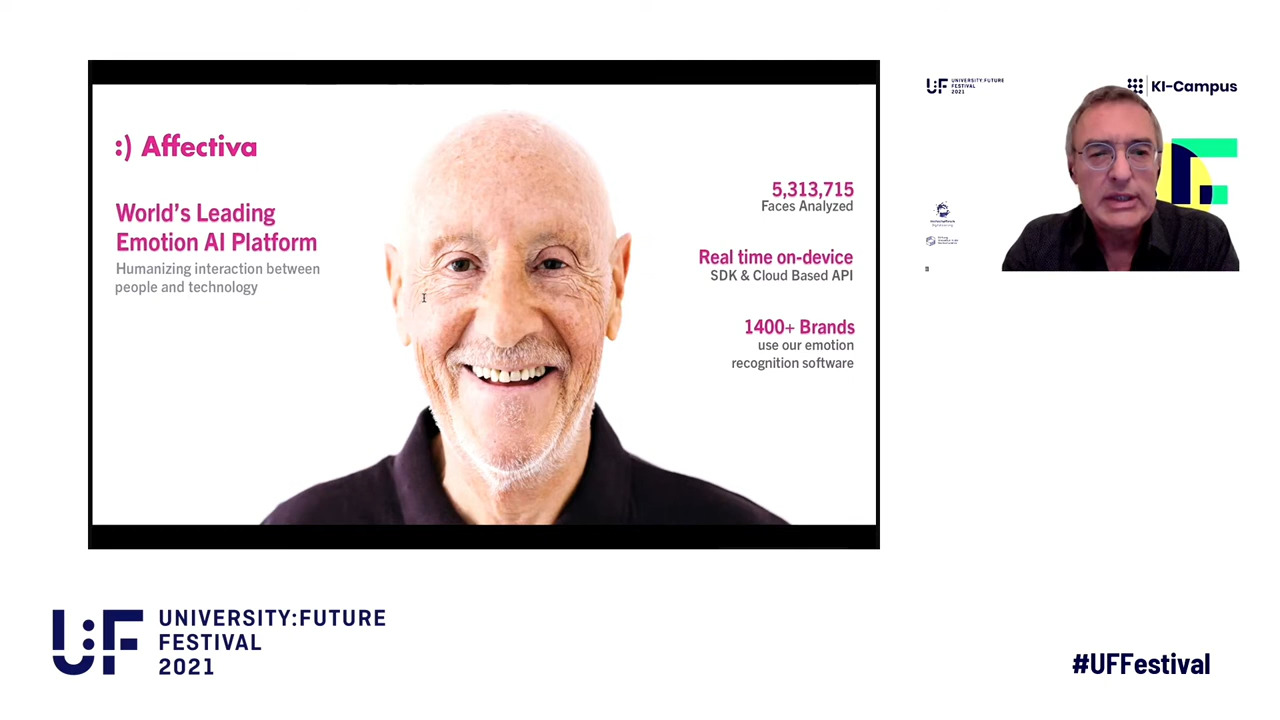 :) Affectiva
World's Leading
Emotion AI Platform
Humanizing interaction between
people and technology
5,313,715
Faces Analyzed
Real time on-device
SDK & Cloud Based API
1400+ Brands
use our emotion
recognition software
U:F UNIVERSITY:FUTURE
FESTIVAL
2021
KI-Campus
U:F
UNIVERSITY:FUTURE
FESTIVAL
2021
#UFFestival